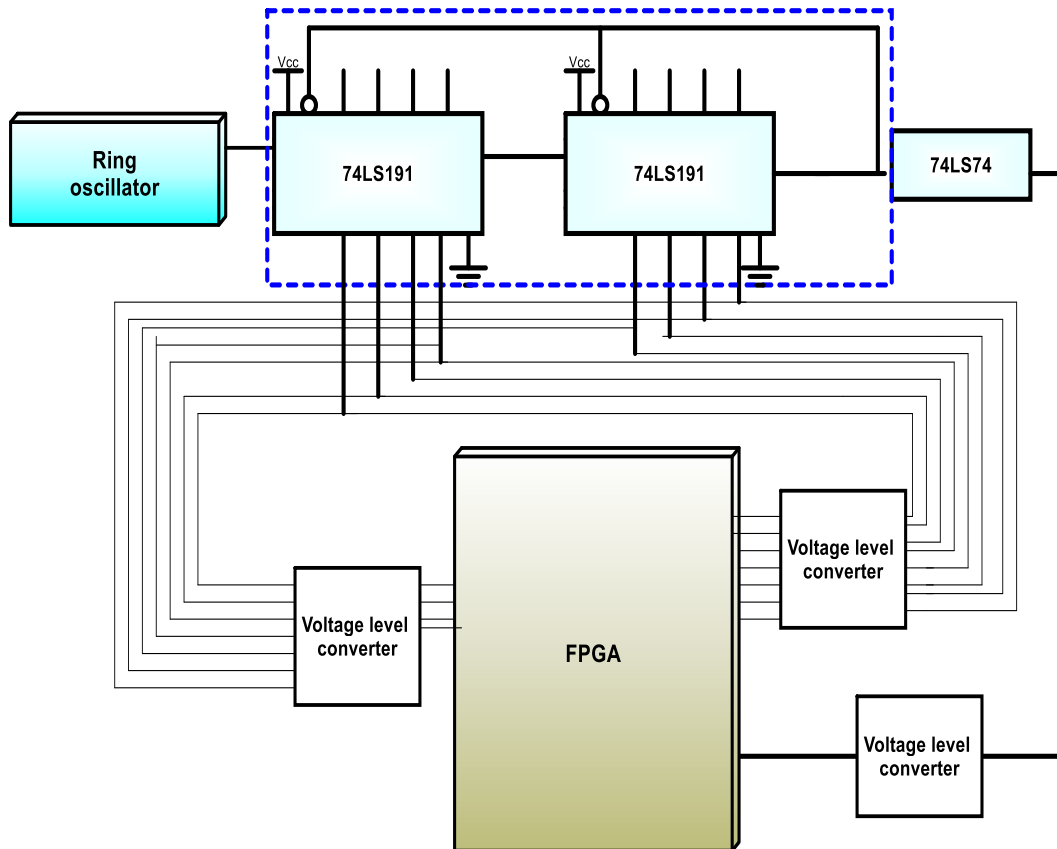 Vcc
Vcc
Ring
oscillator
74LS191
74LS191
74LS74
Voltage level
converter
Voltage level
converter
FPGA
Voltage level
converter